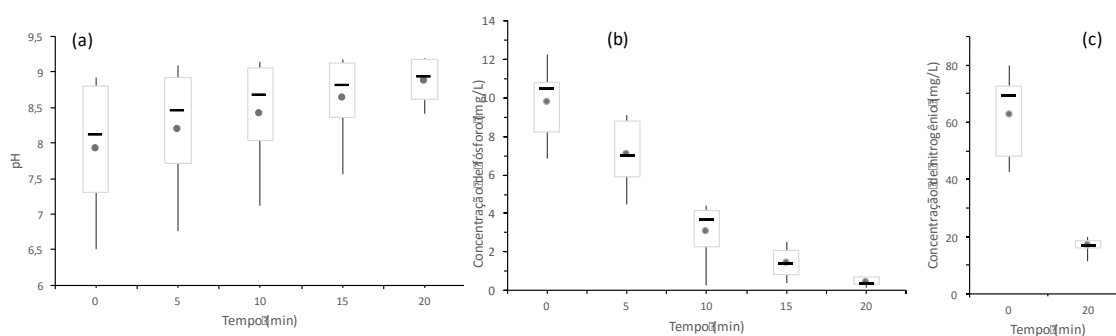 (a)
pH
9,5
9
8,5
8
7,5
7
6,5
6
0 5 10 15 20
Tempo (min)
(b)
Concentração de fósforo (mg/L)
14
12
10
8
6
4
2
0
0 5 10 15 20
Tempo (min)
(c)
Concentração de nitrogênio (mg/L)
80
60
40
20
0
0 20
Tempo (min)